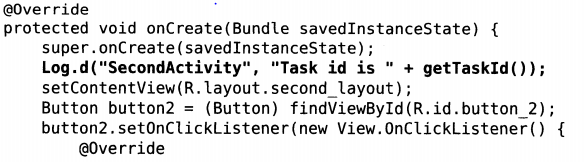 @Override
protected void onCreate(Bundle savedInstanceState) {
    super.onCreate(savedInstanceState);
    Log.d("SecondActivity", "Task id is " + getTaskId());
    setContentView(R.layout.second_layout);
    Button button2 = (Button) findViewById(R.id.button_2);
    button2.setOnClickListener(new View.OnClickListener() {
        @Override